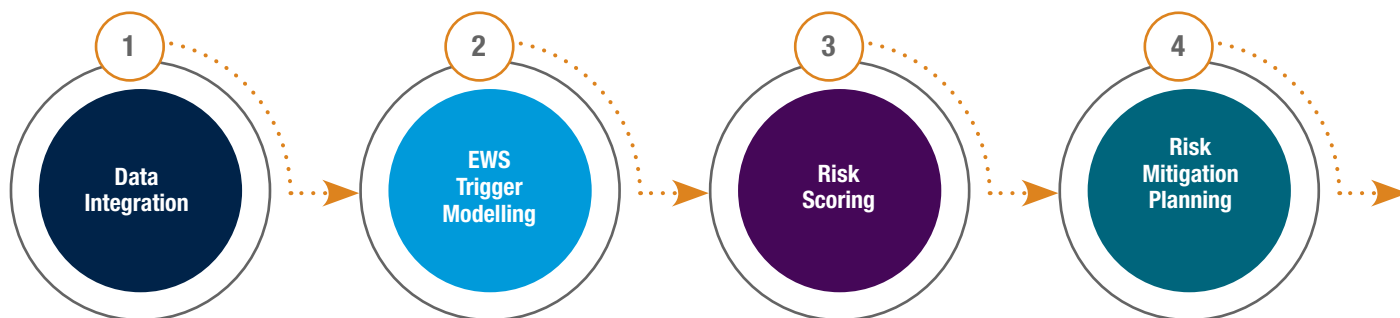 1
Data
Integration
2
EWS
Trigger
Modelling
3
Risk
Scoring
4
Risk
Mitigation
Planning